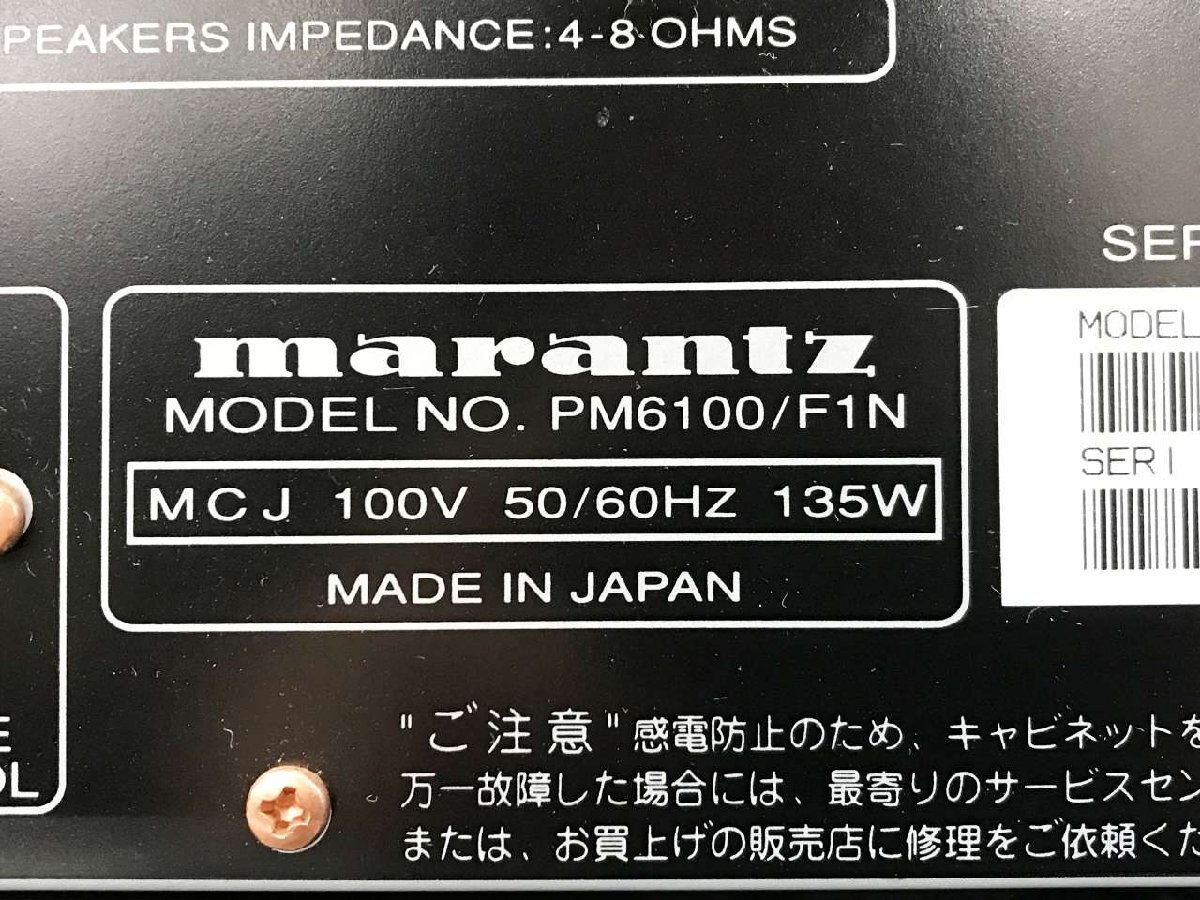 PEAKERS IMPEDANCE:4-8 OHMS
marantz
MODEL NO. PM6100/F1N
MCJ 100V 50/60HZ 135W
MADE IN JAPAN
SER
MODEL
SERI
E
OL
"ご注意"感電防止のため、キャビネットを
万一故障した場合には、最寄りのサービスセン
または、お買上げの販売店に修理をご依頼くた